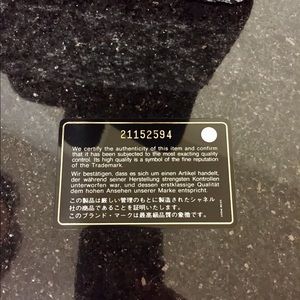 21152594
We certify the authenticity of this item and confirm
that it has been subjected to the most exacting quality
control. Its high quality is a symbol of the fine reputation
of the Trademark.
Wir bestätigen, dass es sich um einen Artikel handelt,
der während seiner Herstellung strengsten Kontrollen
unterworfen war, und dessen erstklassige Qualität
dem hohen Ansehen unserer Marke entspricht.
この製品は厳しい管理のもとに製造されたシャネル
社の商品であることを証明いたします。
このブランド・マークは最高級品質の象徴です。